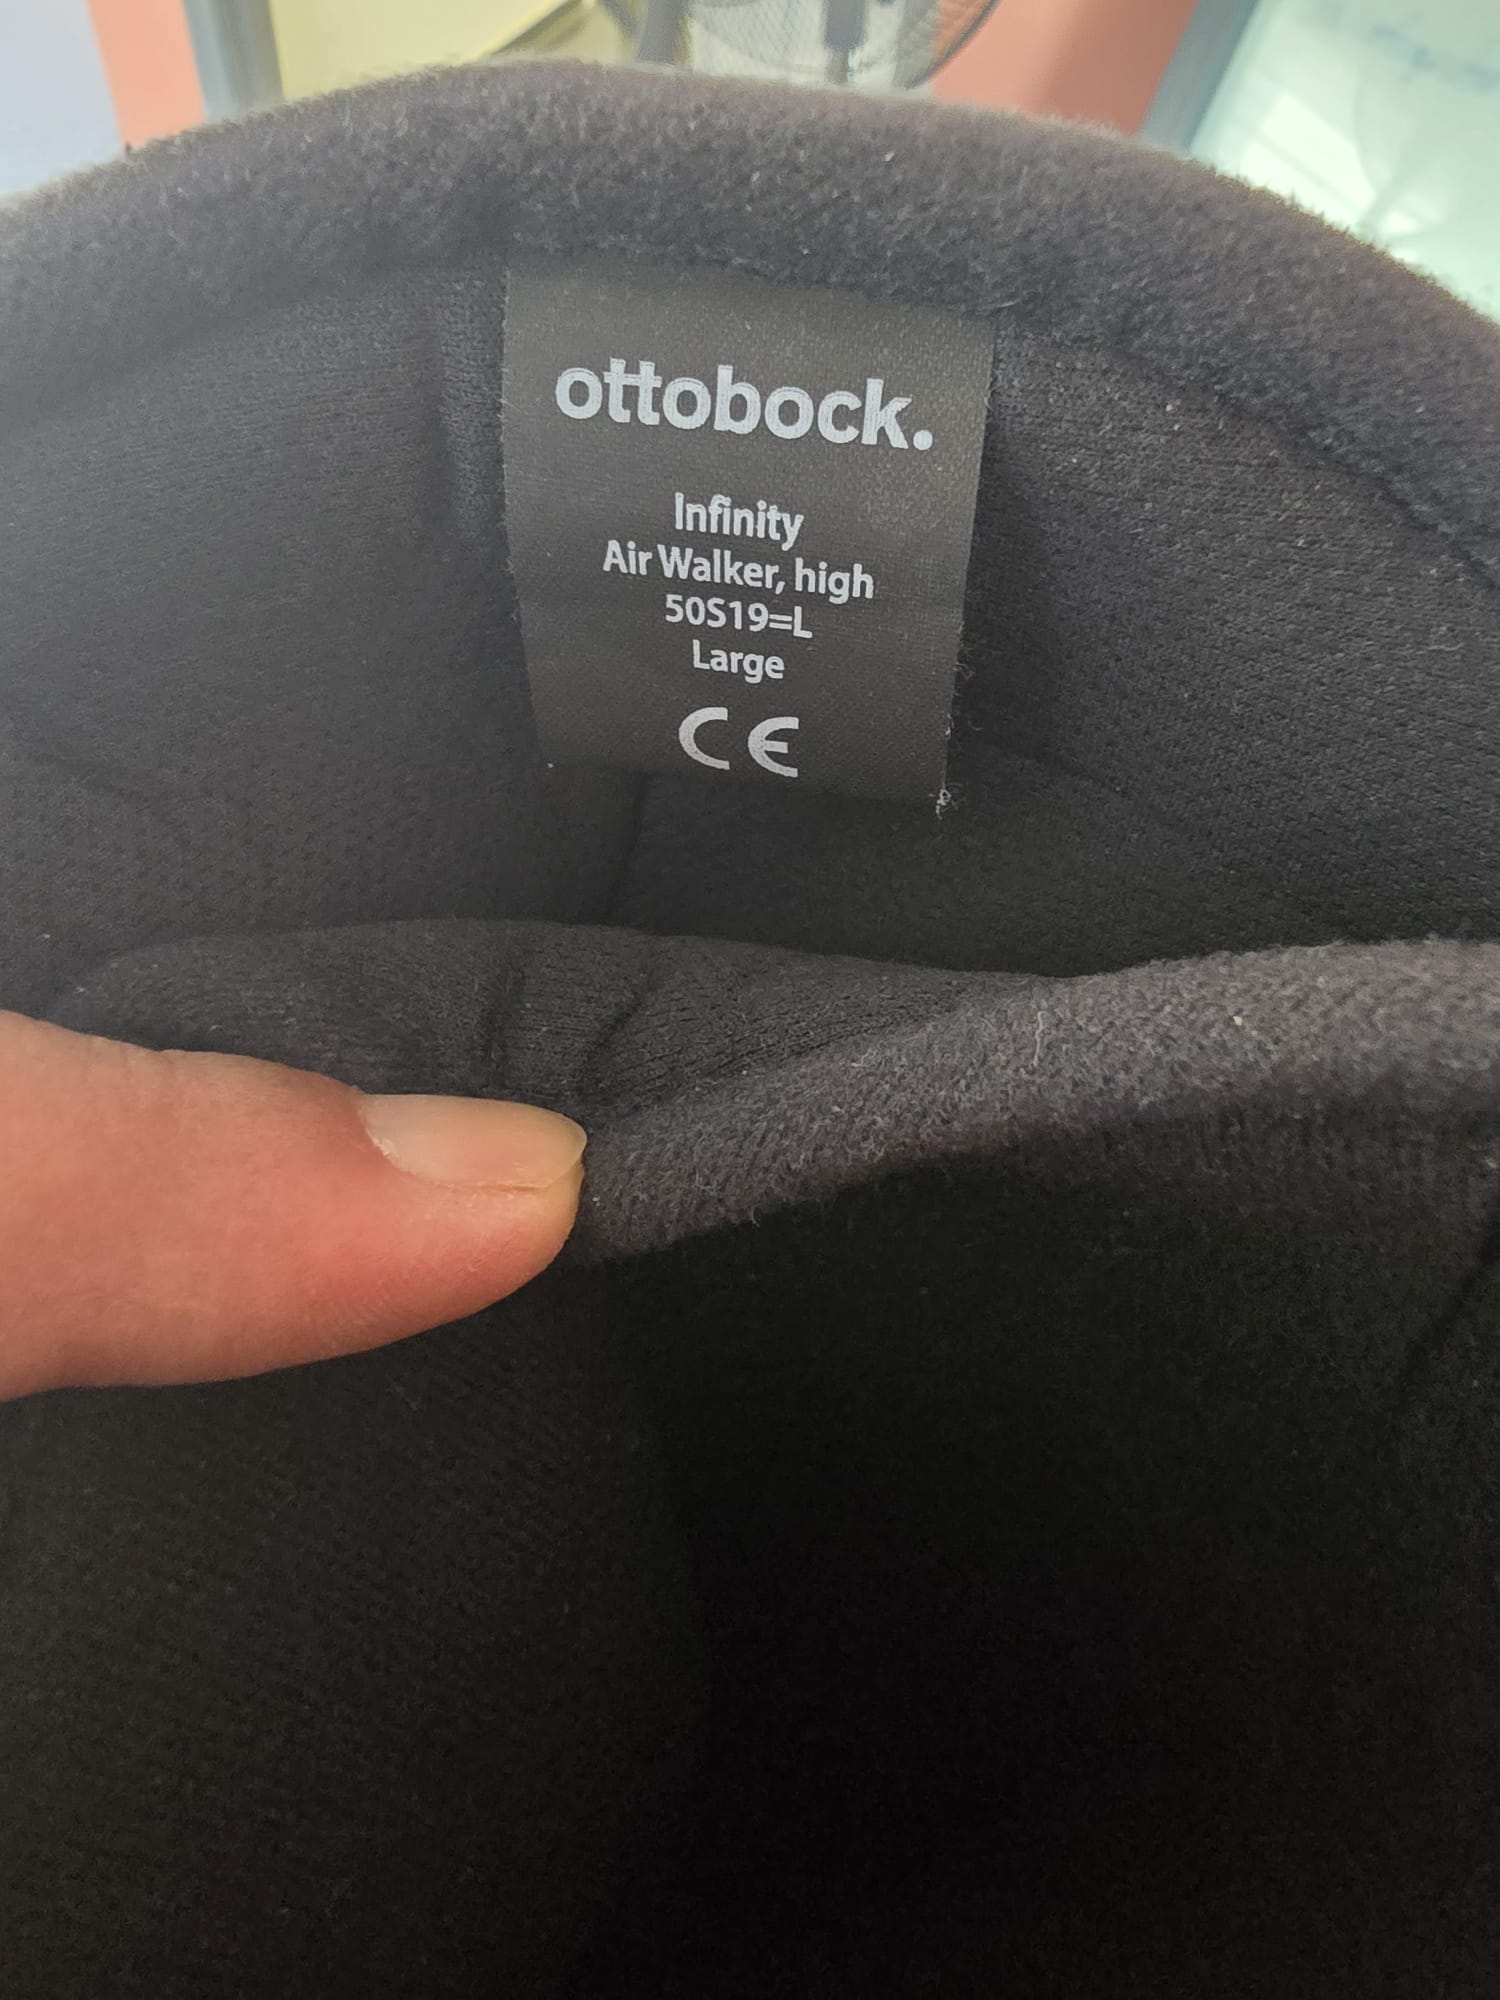 ottobock.
Infinity
Air Walker, high
50S19=L
Large
CE